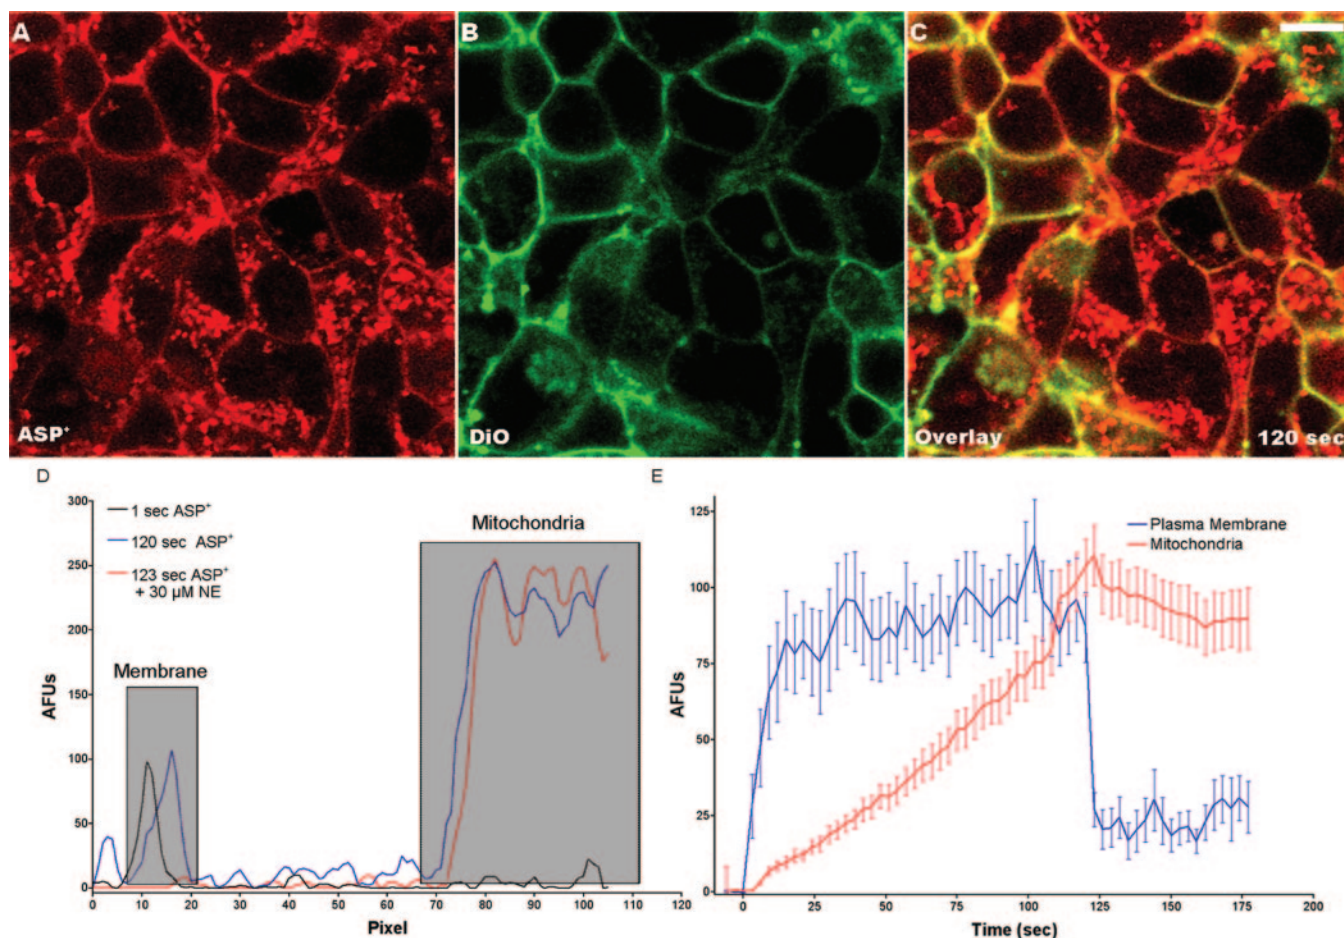 A
B
C
ASP⁺
DiO
Overlay
120 sec
D
E
300
250
200
150
100
50
0
AFUs
1 sec ASP⁺
120 sec ASP⁺
123 sec ASP⁺
+ 30 µM NE
Membrane
Mitochondria
0 10 20 30 40 50 60 70 80 90 100 110 120
Pixel
125
100
75
50
25
0
AFUs
Plasma Membrane
Mitochondria
0 25 50 75 100 125 150 175 200
Time (sec)